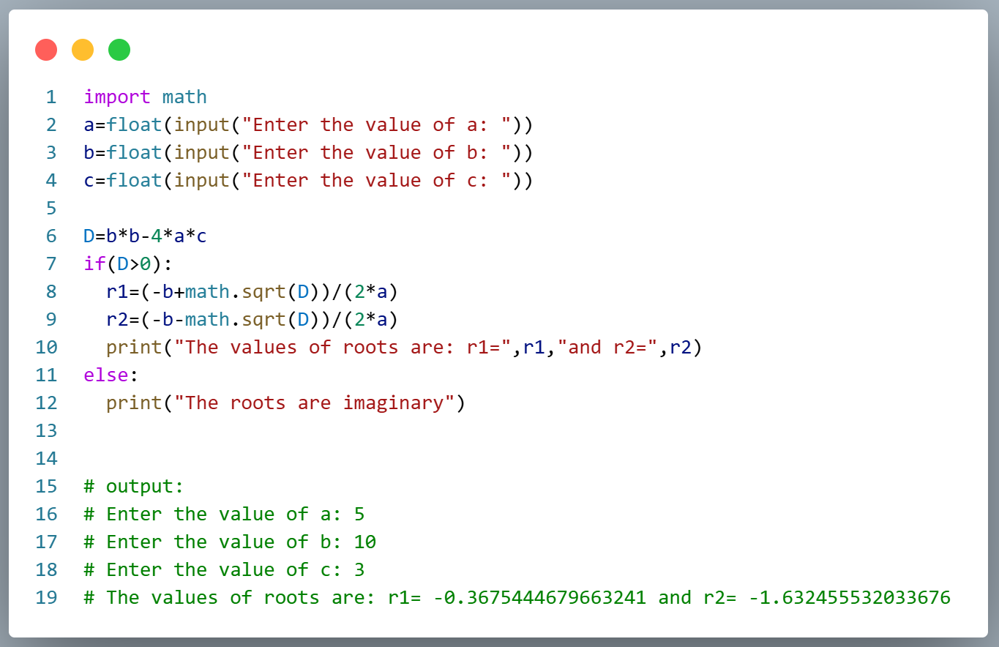 1 import math
2 a=float(input("Enter the value of a: "))
3 b=float(input("Enter the value of b: "))
4 c=float(input("Enter the value of c: "))
5
6 D=b*b-4*a*c
7 if(D>0):
8   r1=(-b+math.sqrt(D))/(2*a)
9   r2=(-b-math.sqrt(D))/(2*a)
10   print("The values of roots are: r1=",r1,"and r2=",r2)
11 else:
12   print("The roots are imaginary")
13
14
15 # output:
16 # Enter the value of a: 5
17 # Enter the value of b: 10
18 # Enter the value of c: 3
19 # The values of roots are: r1= -0.3675444679663241 and r2= -1.632455532033676